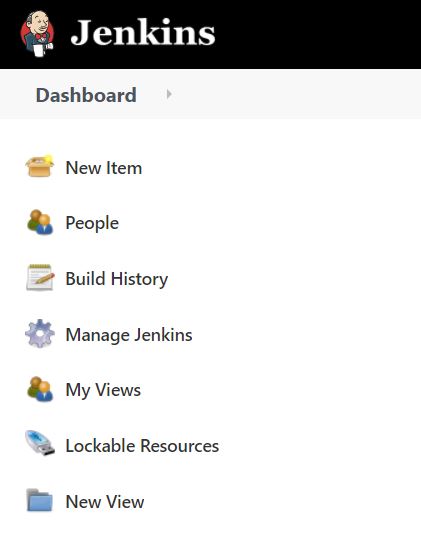 Jenkins
Dashboard
New Item
People
Build History
Manage Jenkins
My Views
Lockable Resources
New View